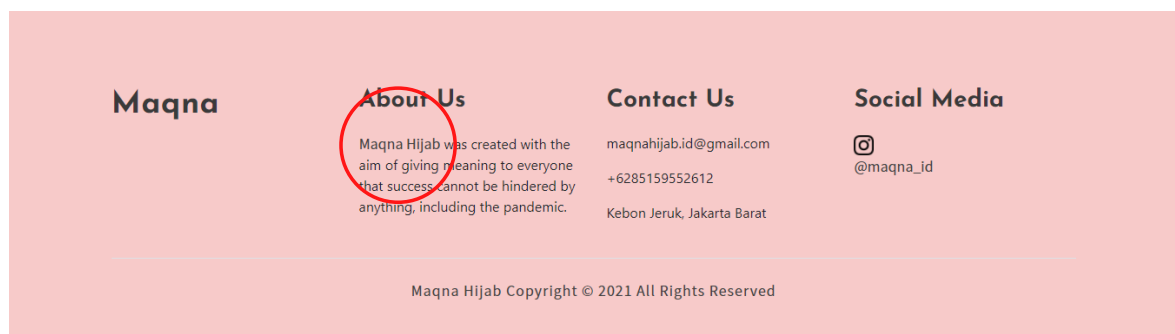 Maqna
About Us
Maqna Hijab was created with the
aim of giving meaning to everyone
that success cannot be hindered by
anything, including the pandemic.
Contact Us
maqnahijab.id@gmail.com
+6285159552612
Kebon Jeruk, Jakarta Barat
Social Media
@maqna_id
Maqna Hijab Copyright © 2021 All Rights Reserved